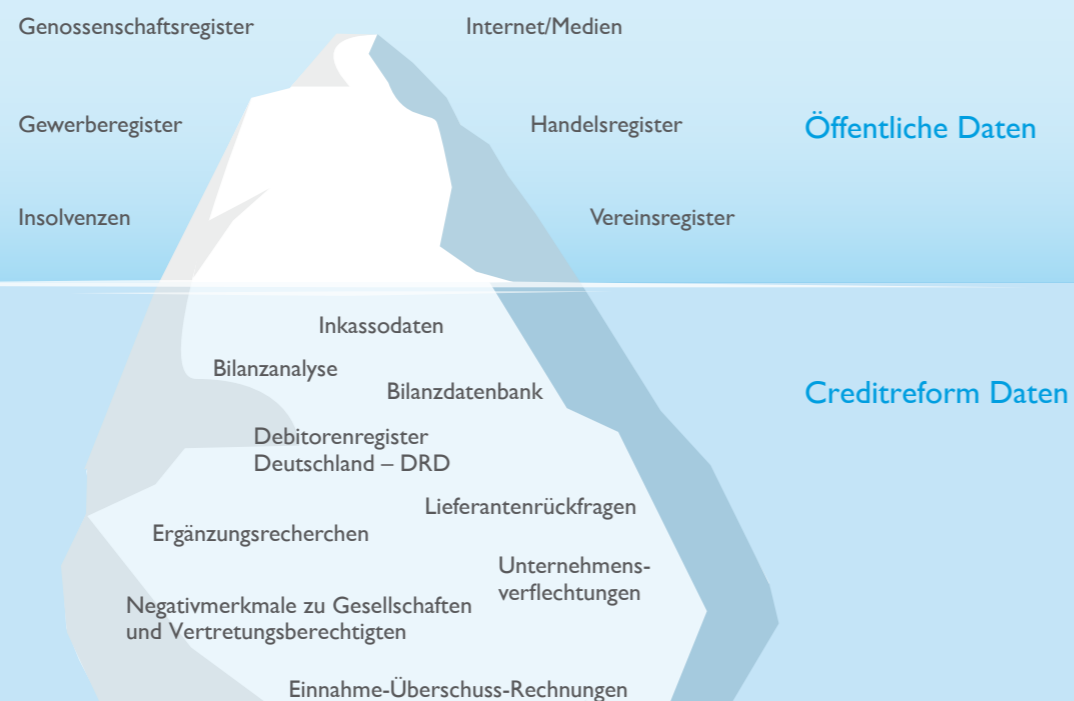 Genossenschaftsregister
Internet/Medien
Gewerberegister
Handelsregister
Öffentliche Daten
Insolvenzen
Vereinsregister
Inkassodaten
Bilanzanalyse
Bilanzdatenbank
Creditreform Daten
Debitorenregister
Deutschland – DRD
Lieferantenrückfragen
Ergänzungsrecherchen
Unternehmens-
verflechtungen
Negativmerkmale zu Gesellschaften
und Vertretungsberechtigten
Einnahme-Überschuss-Rechnungen